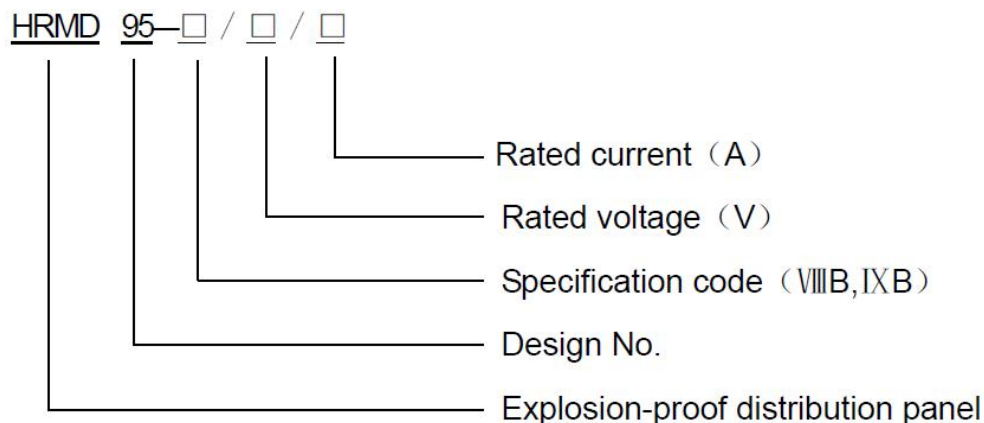 HRMD 95—□ / □ / □
Rated current（A）
Rated voltage（V）
Specification code（ⅧB,ⅨB）
Design No.
Explosion-proof distribution panel